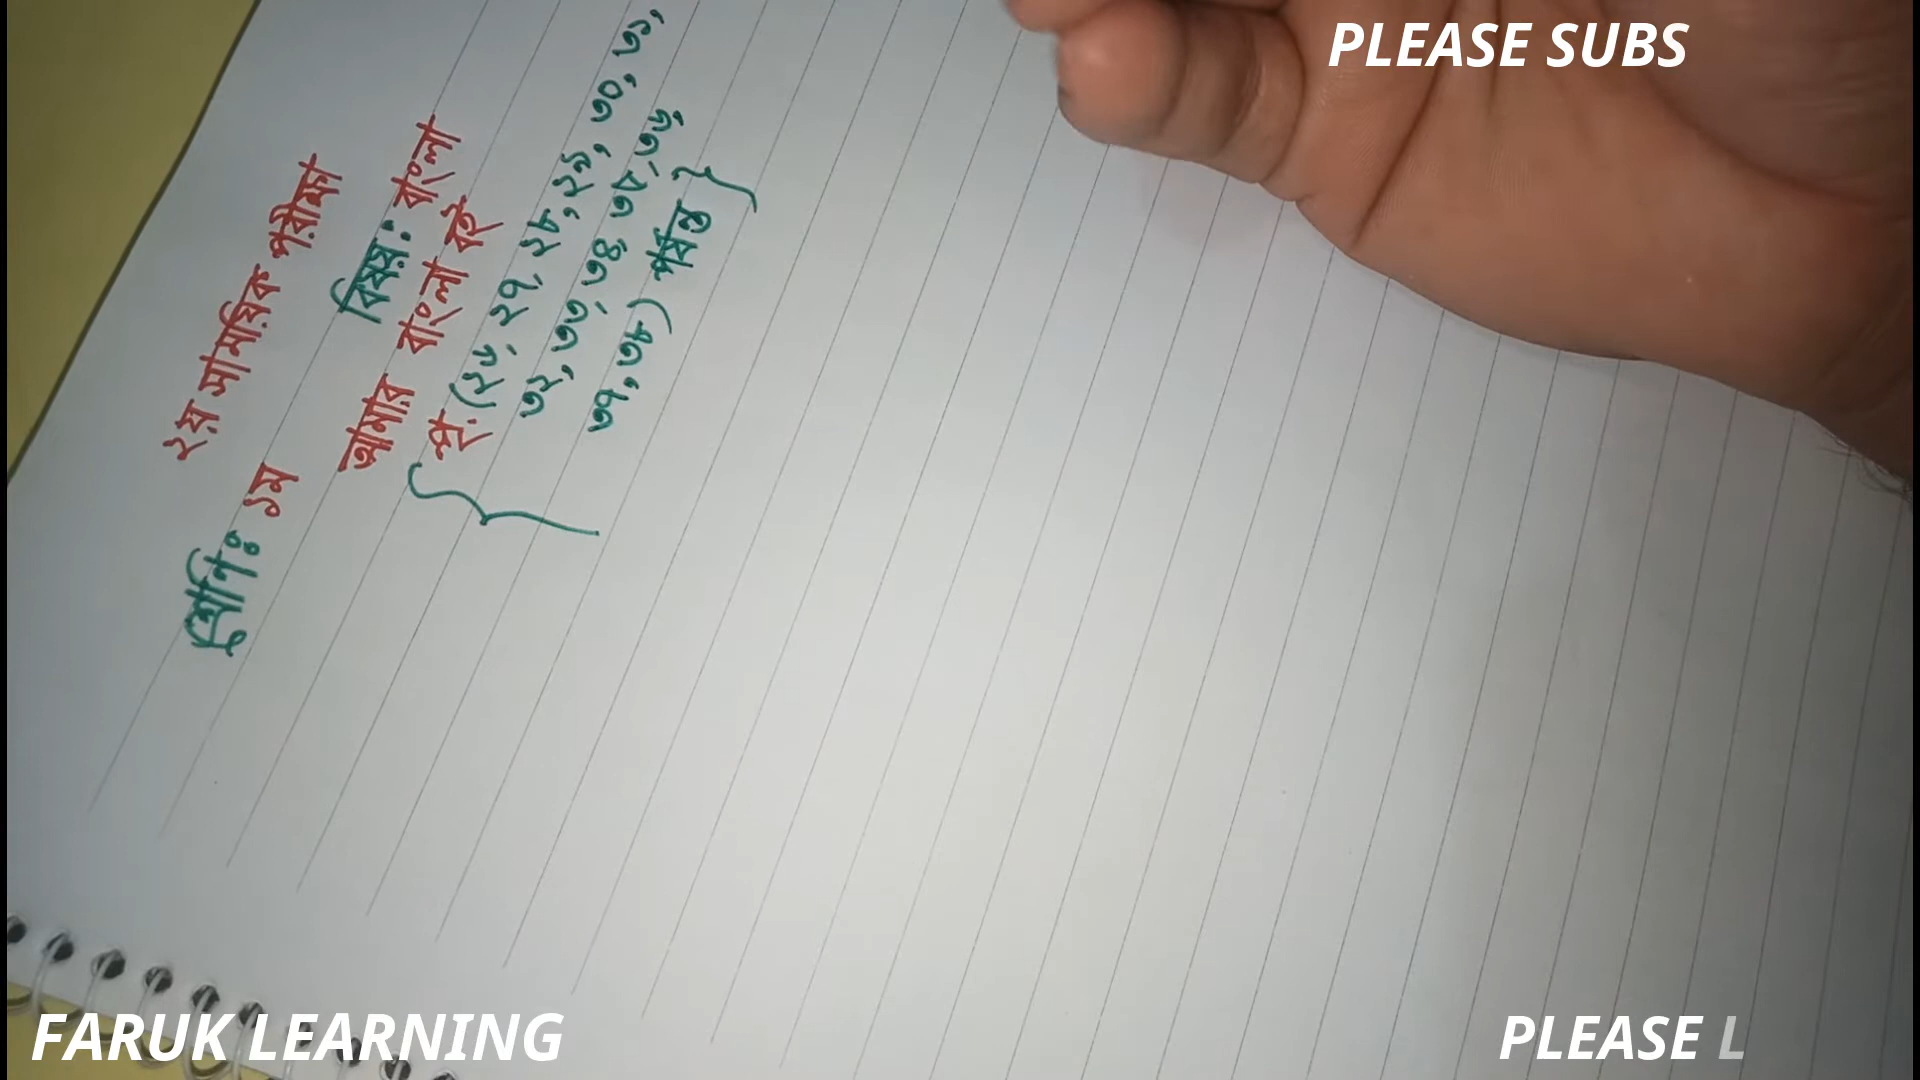 PLEASE SUBS
২য় সাময়িক পরীক্ষা
শ্রেণিঃ ১ম
বিষয়: বাংলা
আমার বাংলা বই
পৃ. (২৫, ২৬, ২৭, ২৮, ২৯, ৩০, ৩১,
৩২, ৩৩, ৩৪, ৩৫, ৩৬
৩৭, ৩৮) পর্যন্ত
FARUK LEARNING
PLEASE L